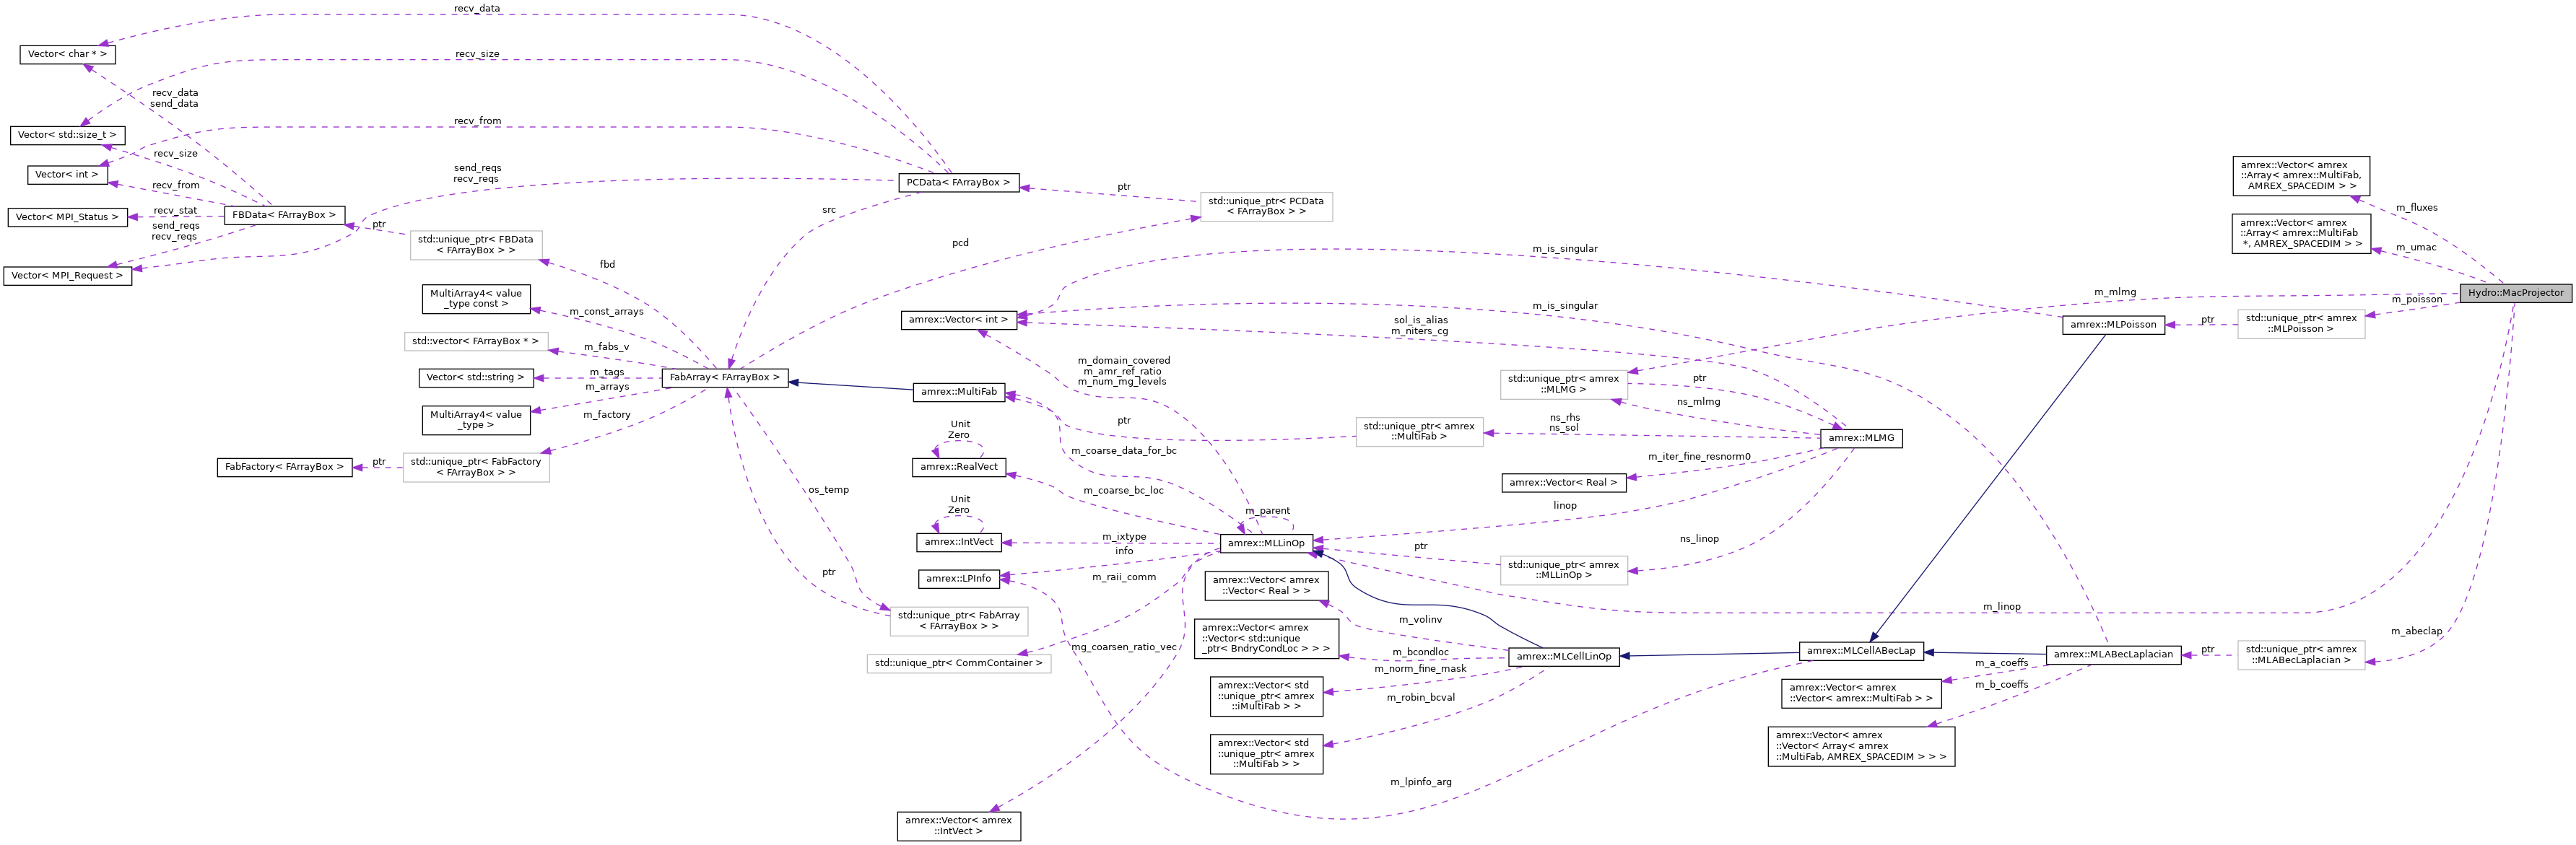 recv_data
Vector< char * >
recv_size
recv_data
send_data
recv_from
Vector< std::size_t >
recv_size
Vector< int >
recv_from
send_reqs
recv_reqs
PCData< FArrayBox >
ptr
std::unique_ptr< PCData
< FArrayBox > >
Vector< MPI_Status >
recv_stat
FBData< FArrayBox >
src
send_reqs
recv_reqs
ptr
std::unique_ptr< FBData
< FArrayBox > >
pcd
Vector< MPI_Request >
fbd
MultiArray4< value
_type const >
m_const_arrays
std::vector< FArrayBox * >
m_fabs_v
Vector< std::string >
m_tags
m_arrays
FabArray< FArrayBox >
MultiArray4< value
_type >
m_factory
FabFactory< FArrayBox >
ptr
std::unique_ptr< FabFactory
< FArrayBox > >
os_temp
ptr
std::unique_ptr< FabArray
< FArrayBox > >
std::unique_ptr< CommContainer >
amrex::Vector< int >
m_is_singular
m_is_singular
sol_is_alias
m_niters_cg
m_domain_covered
m_amr_ref_ratio
m_num_mg_levels
amrex::MultiFab
ptr
Unit
Zero
amrex::RealVect
m_coarse_data_for_bc
m_coarse_bc_loc
Unit
Zero
amrex::IntVect
m_ixtype
info
amrex::LPInfo
m_raii_comm
mg_coarsen_ratio_vec
amrex::Vector< amrex
::IntVect >
m_parent
amrex::MLLinOp
std::unique_ptr< amrex
::MultiFab >
ns_rhs
ns_sol
std::unique_ptr< amrex
::MLMG >
ptr
ns_mlmg
amrex::MLMG
m_iter_fine_resnorm0
amrex::Vector< Real >
linop
ns_linop
ptr
std::unique_ptr< amrex
::MLLinOp >
amrex::Vector< amrex
::Vector< Real > >
m_volinv
amrex::Vector< amrex
::Vector< std::unique
_ptr< BndryCondLoc > > >
m_bcondloc
m_norm_fine_mask
amrex::Vector< std
::unique_ptr< amrex
::iMultiFab > >
m_robin_bcval
amrex::Vector< std
::unique_ptr< amrex
::MultiFab > >
amrex::MLCellLinOp
m_lpinfo_arg
amrex::MLCellABecLap
m_linop
amrex::MLABecLaplacian
m_a_coeffs
amrex::Vector< amrex
::Vector< amrex::MultiFab > >
m_b_coeffs
amrex::Vector< amrex
::Vector< Array< amrex
::MultiFab, AMREX_SPACEDIM > > >
ptr
std::unique_ptr< amrex
::MLABecLaplacian >
m_abeclap
amrex::Vector< amrex
::Array< amrex::MultiFab,
AMREX_SPACEDIM > >
m_fluxes
amrex::Vector< amrex
::Array< amrex::MultiFab
*, AMREX_SPACEDIM > >
m_umac
Hydro::MacProjector
m_mlmg
m_poisson
amrex::MLPoisson
ptr
std::unique_ptr< amrex
::MLPoisson >